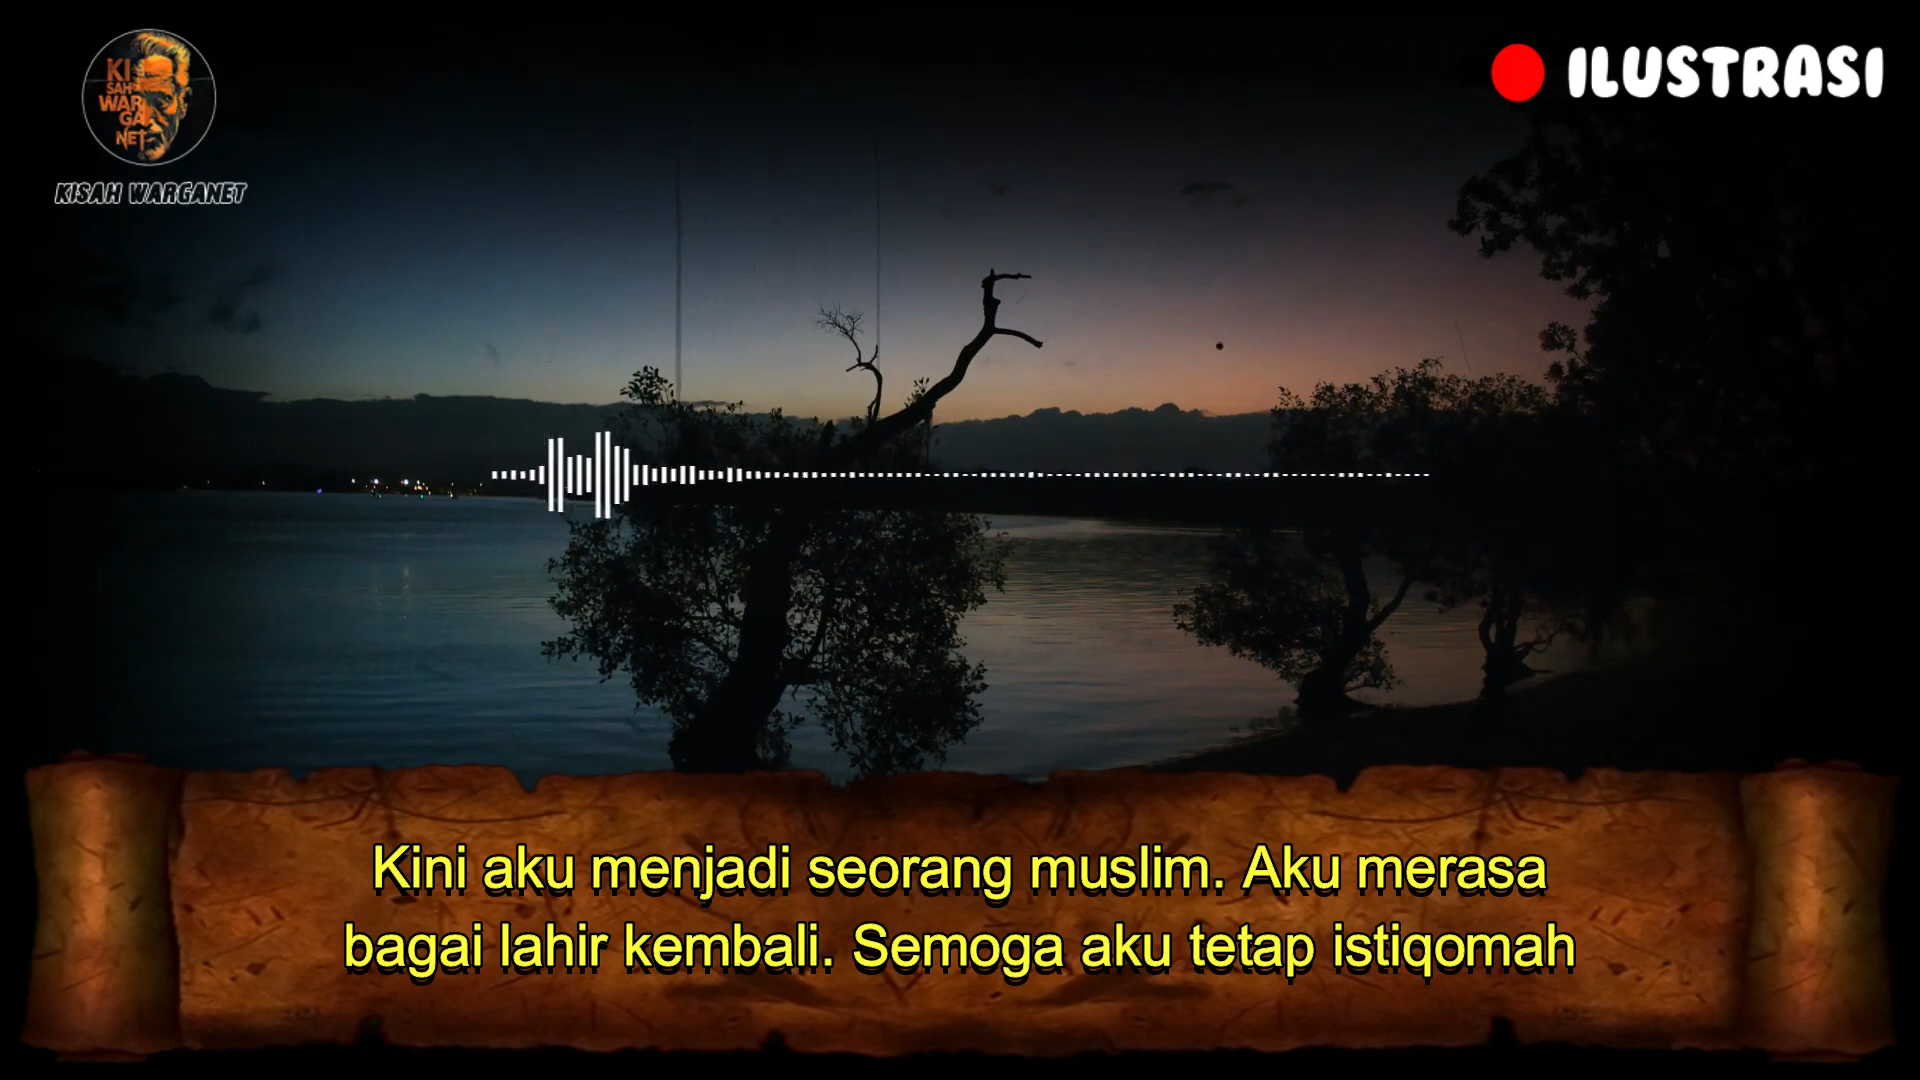 KI
SAH
WAR
GA
NET
KISAH WARGANET
ILUSTRASI
Kini aku menjadi seorang muslim. Aku merasa
bagai lahir kembali. Semoga aku tetap istiqomah